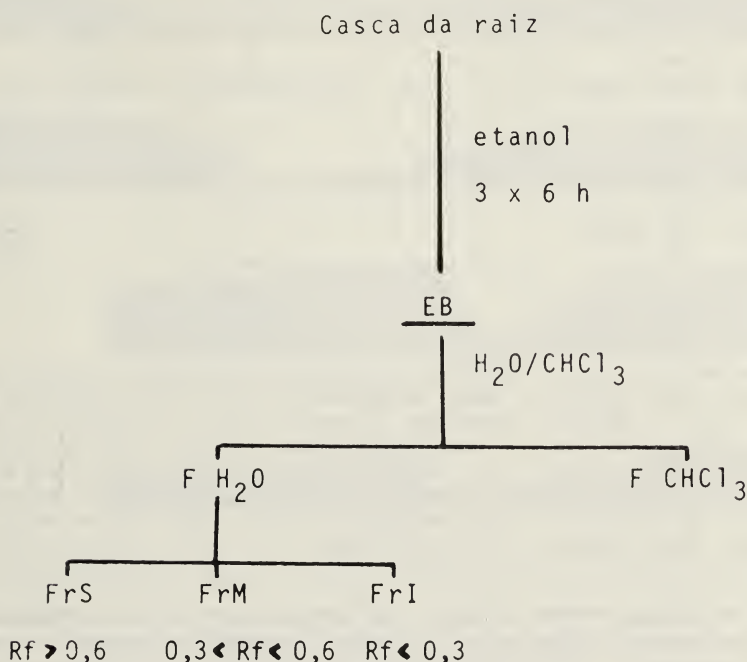 Casca da raiz
etanol
3 x 6 h
EB
H₂O/CHCl₃
F H₂O F CHCl₃
FrS FrM FrI
Rf > 0,6 0,3 < Rf < 0,6 Rf < 0,3